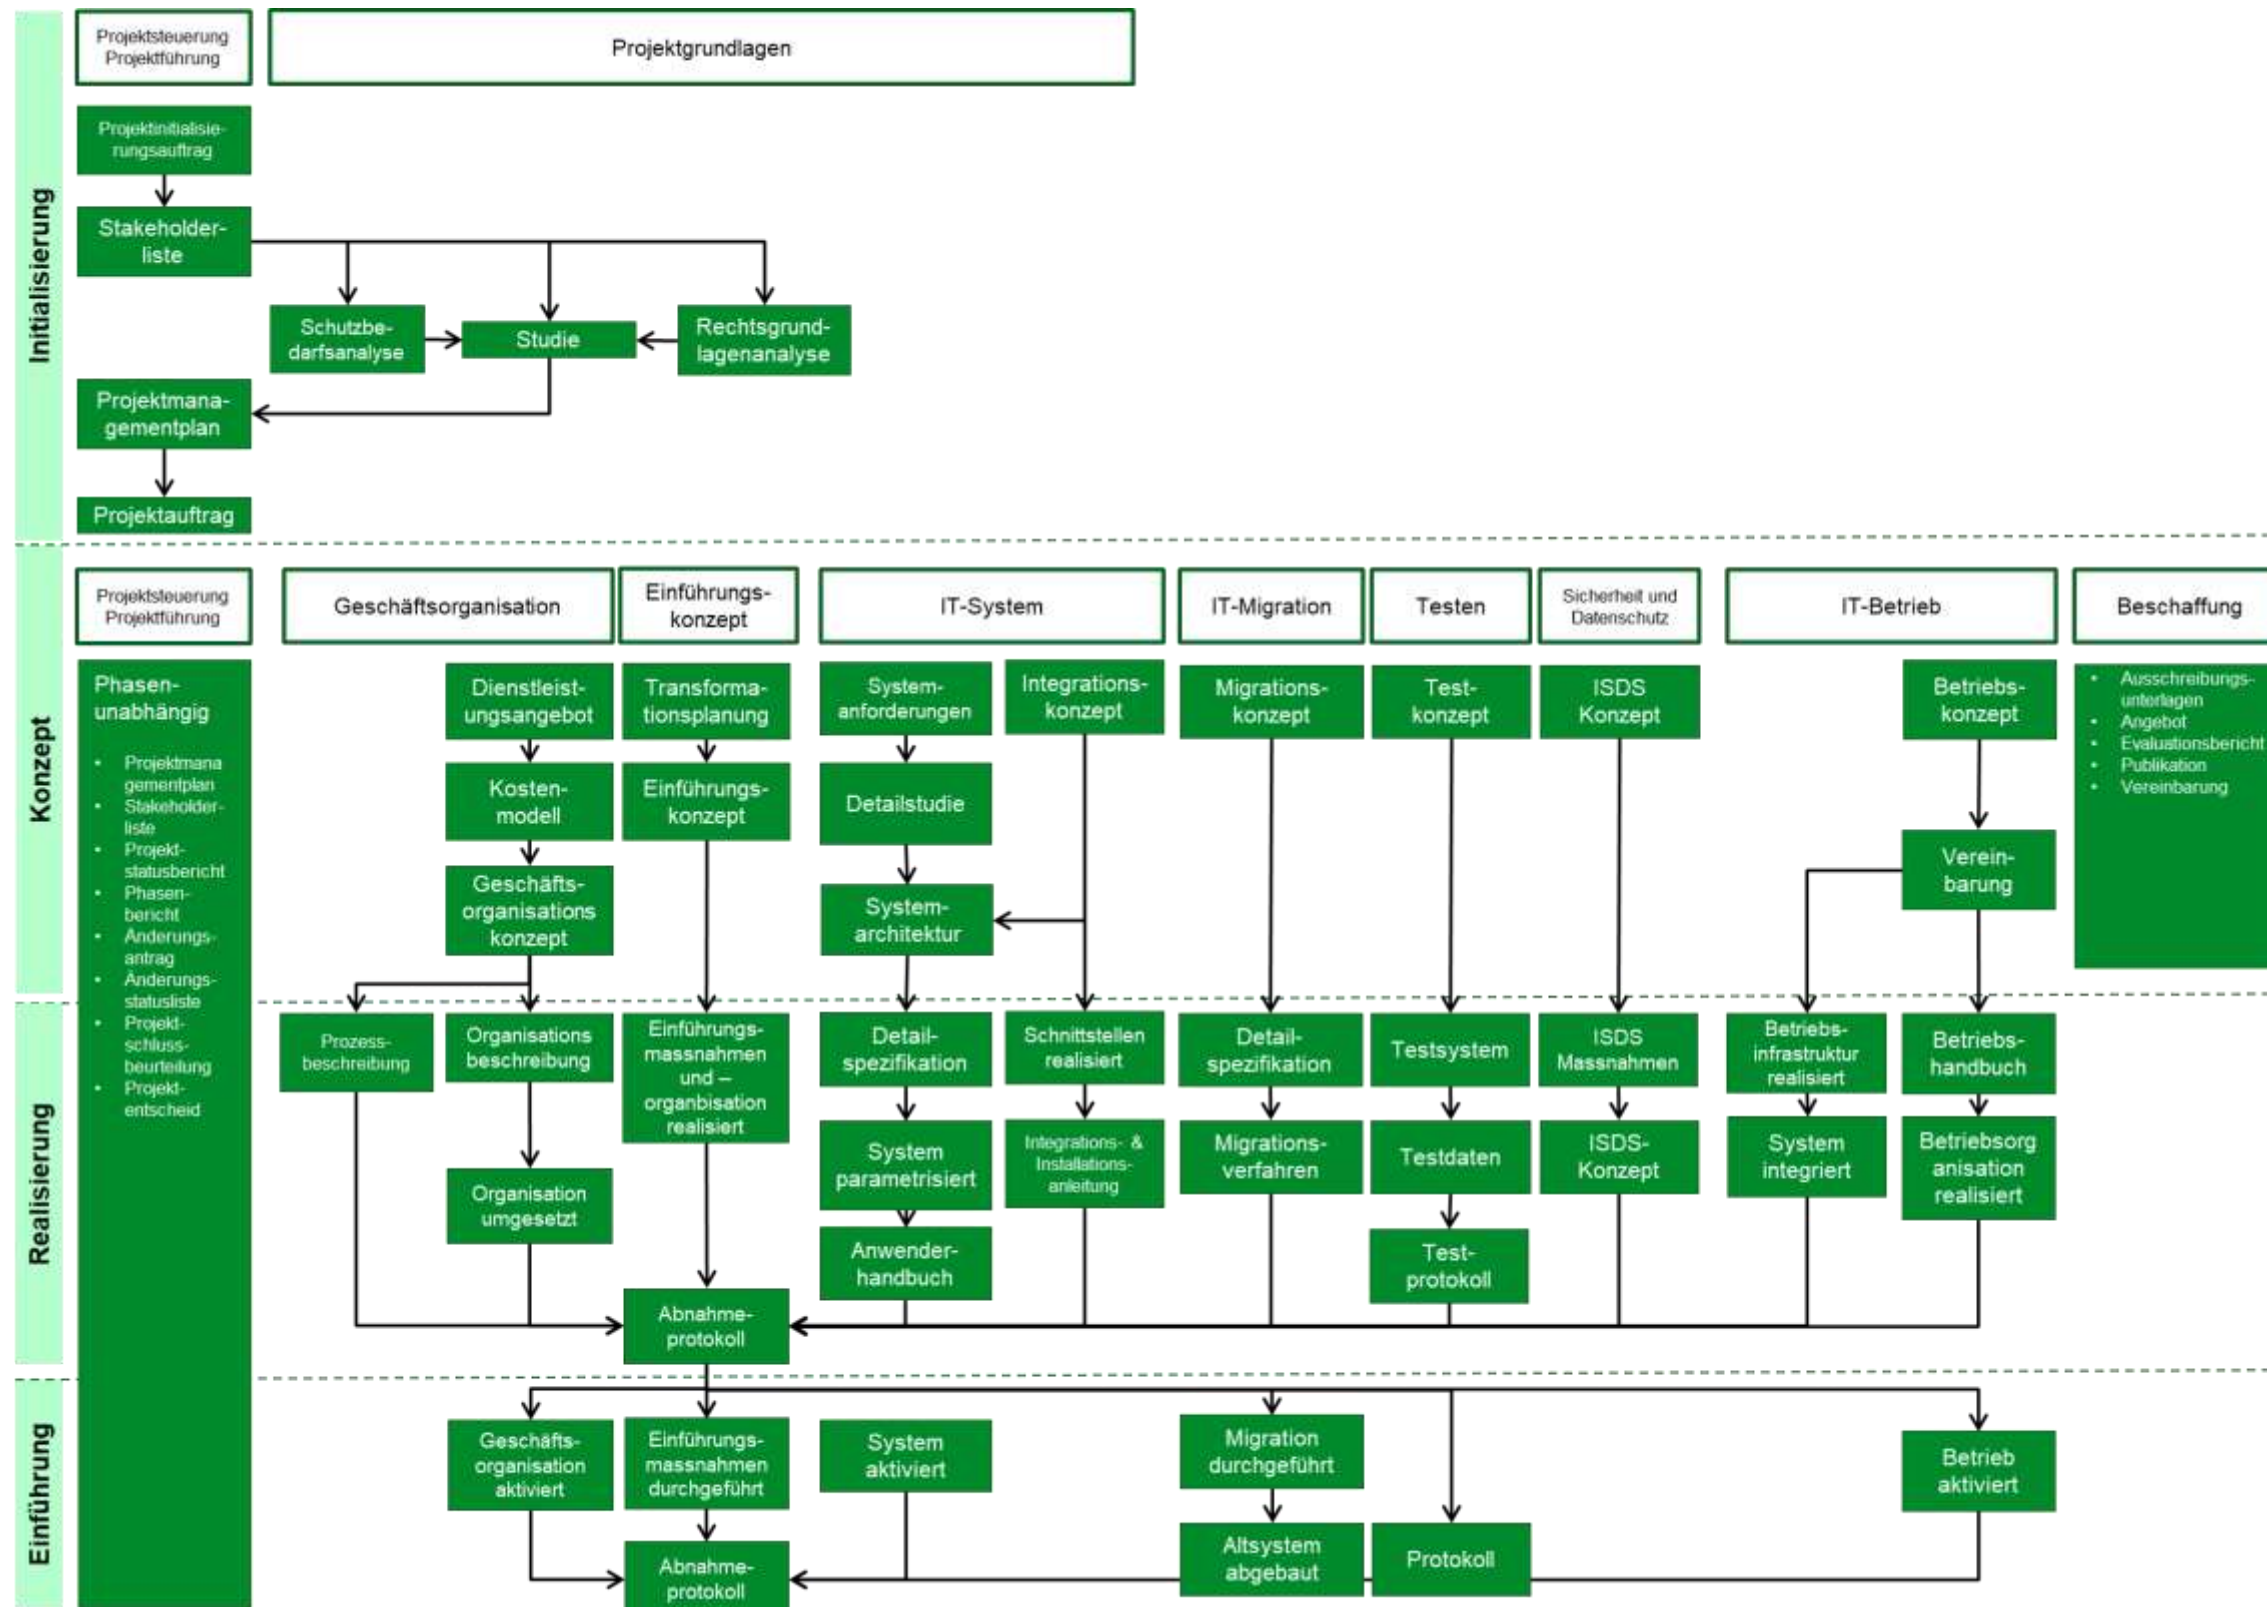 Initialisierung
Projektsteuerung
Projektführung
Projektgrundlagen
Projektinitialisie-
rungsauftrag
Stakeholder-
liste
Schutzbe-
darfsanalyse
Studie
Rechtsgrund-
lagenanalyse
Projektmana-
gementplan
Projektauftrag
Konzept
Projektsteuerung
Projektführung
Geschäftsorganisation
Einführungs-
konzept
IT-System
IT-Migration
Testen
Sicherheit und
Datenschutz
IT-Betrieb
Beschaffung
Phasen-
unabhängig
• Projektmana
gementplan
• Stakeholder-
liste
• Projekt-
statusbericht
• Phasen-
bericht
• Änderungs-
antrag
• Änderungs-
statusliste
• Projekt-
schluss-
beurteilung
• Projekt-
entscheid
Dienstleist-
ungsangebot
Transforma-
tionsplanung
System-
anforderungen
Integrations-
konzept
Migrations-
konzept
Test-
konzept
ISDS
Konzept
Betriebs-
konzept
• Ausschreibungs-
unterlagen
• Angebot
• Evaluationsbericht
• Publikation
• Vereinbarung
Kosten-
modell
Einführungs-
konzept
Detailstudie
Verein-
barung
Geschäfts-
organisations
konzept
System-
architektur
Realisierung
Prozess-
beschreibung
Organisations
beschreibung
Einführungs-
massnahmen
und –
organbisation
realisiert
Detail-
spezifikation
Schnittstellen
realisiert
Detail-
spezifikation
Testsystem
ISDS
Massnahmen
Betriebs-
infrastruktur
realisiert
Betriebs-
handbuch
System
parametrisiert
Integrations- &
Installations-
anleitung
Migrations-
verfahren
Testdaten
ISDS-
Konzept
System
integriert
Betriebsorg
anisation
realisiert
Organisation
umgesetzt
Anwender-
handbuch
Test-
protokoll
Abnahme-
protokoll
Einführung
Geschäfts-
organisation
aktiviert
Einführungs-
massnahmen
durchgeführt
System
aktiviert
Migration
durchgeführt
Betrieb
aktiviert
Abnahme-
protokoll
Altsystem
abgebaut
Protokoll